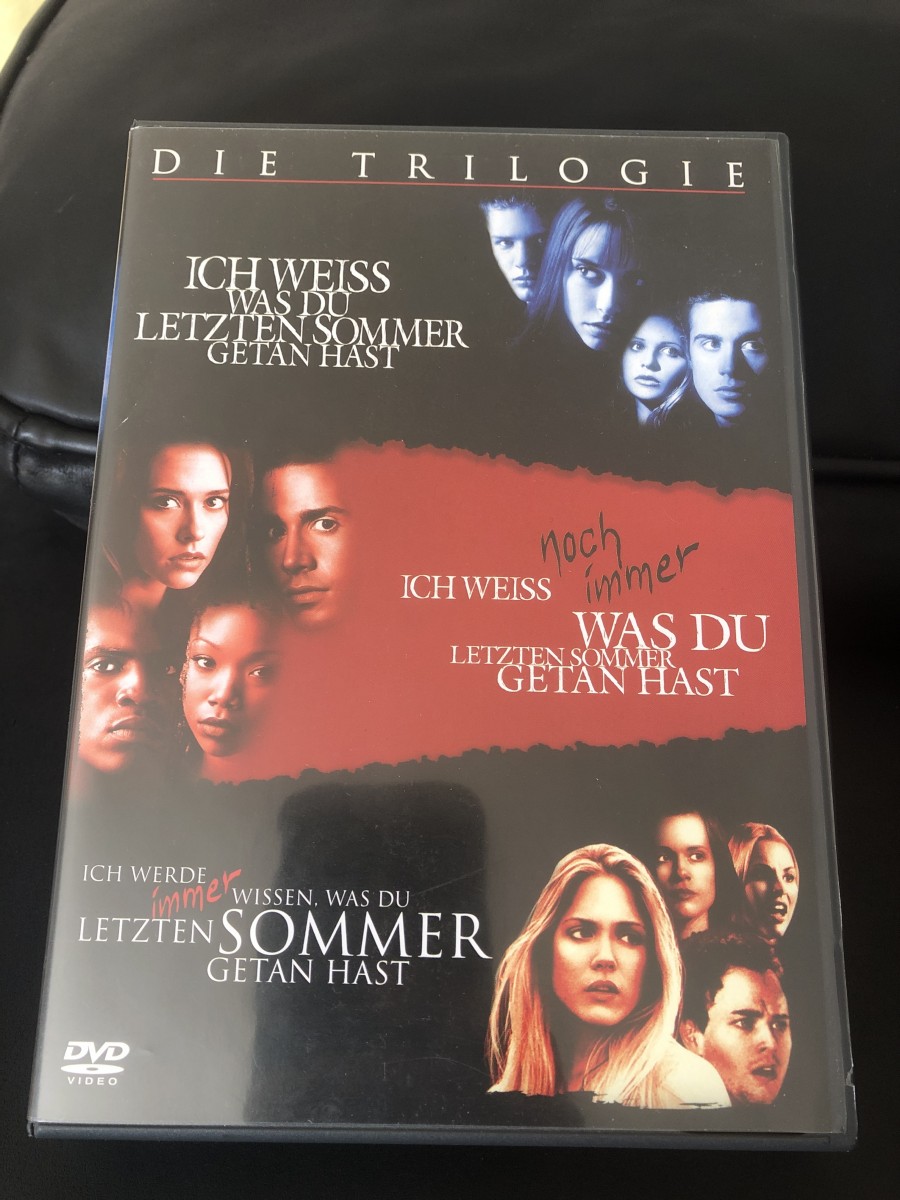 DIE TRILOGIE
ICH WEISS
WAS DU
LETZTEN SOMMER
GETAN HAST
noch
immer
ICH WEISS
WAS DU
LETZTEN SOMMER
GETAN HAST
ICH WERDE
immer
WISSEN, WAS DU
LETZTEN SOMMER
GETAN HAST
DVD
VIDEO